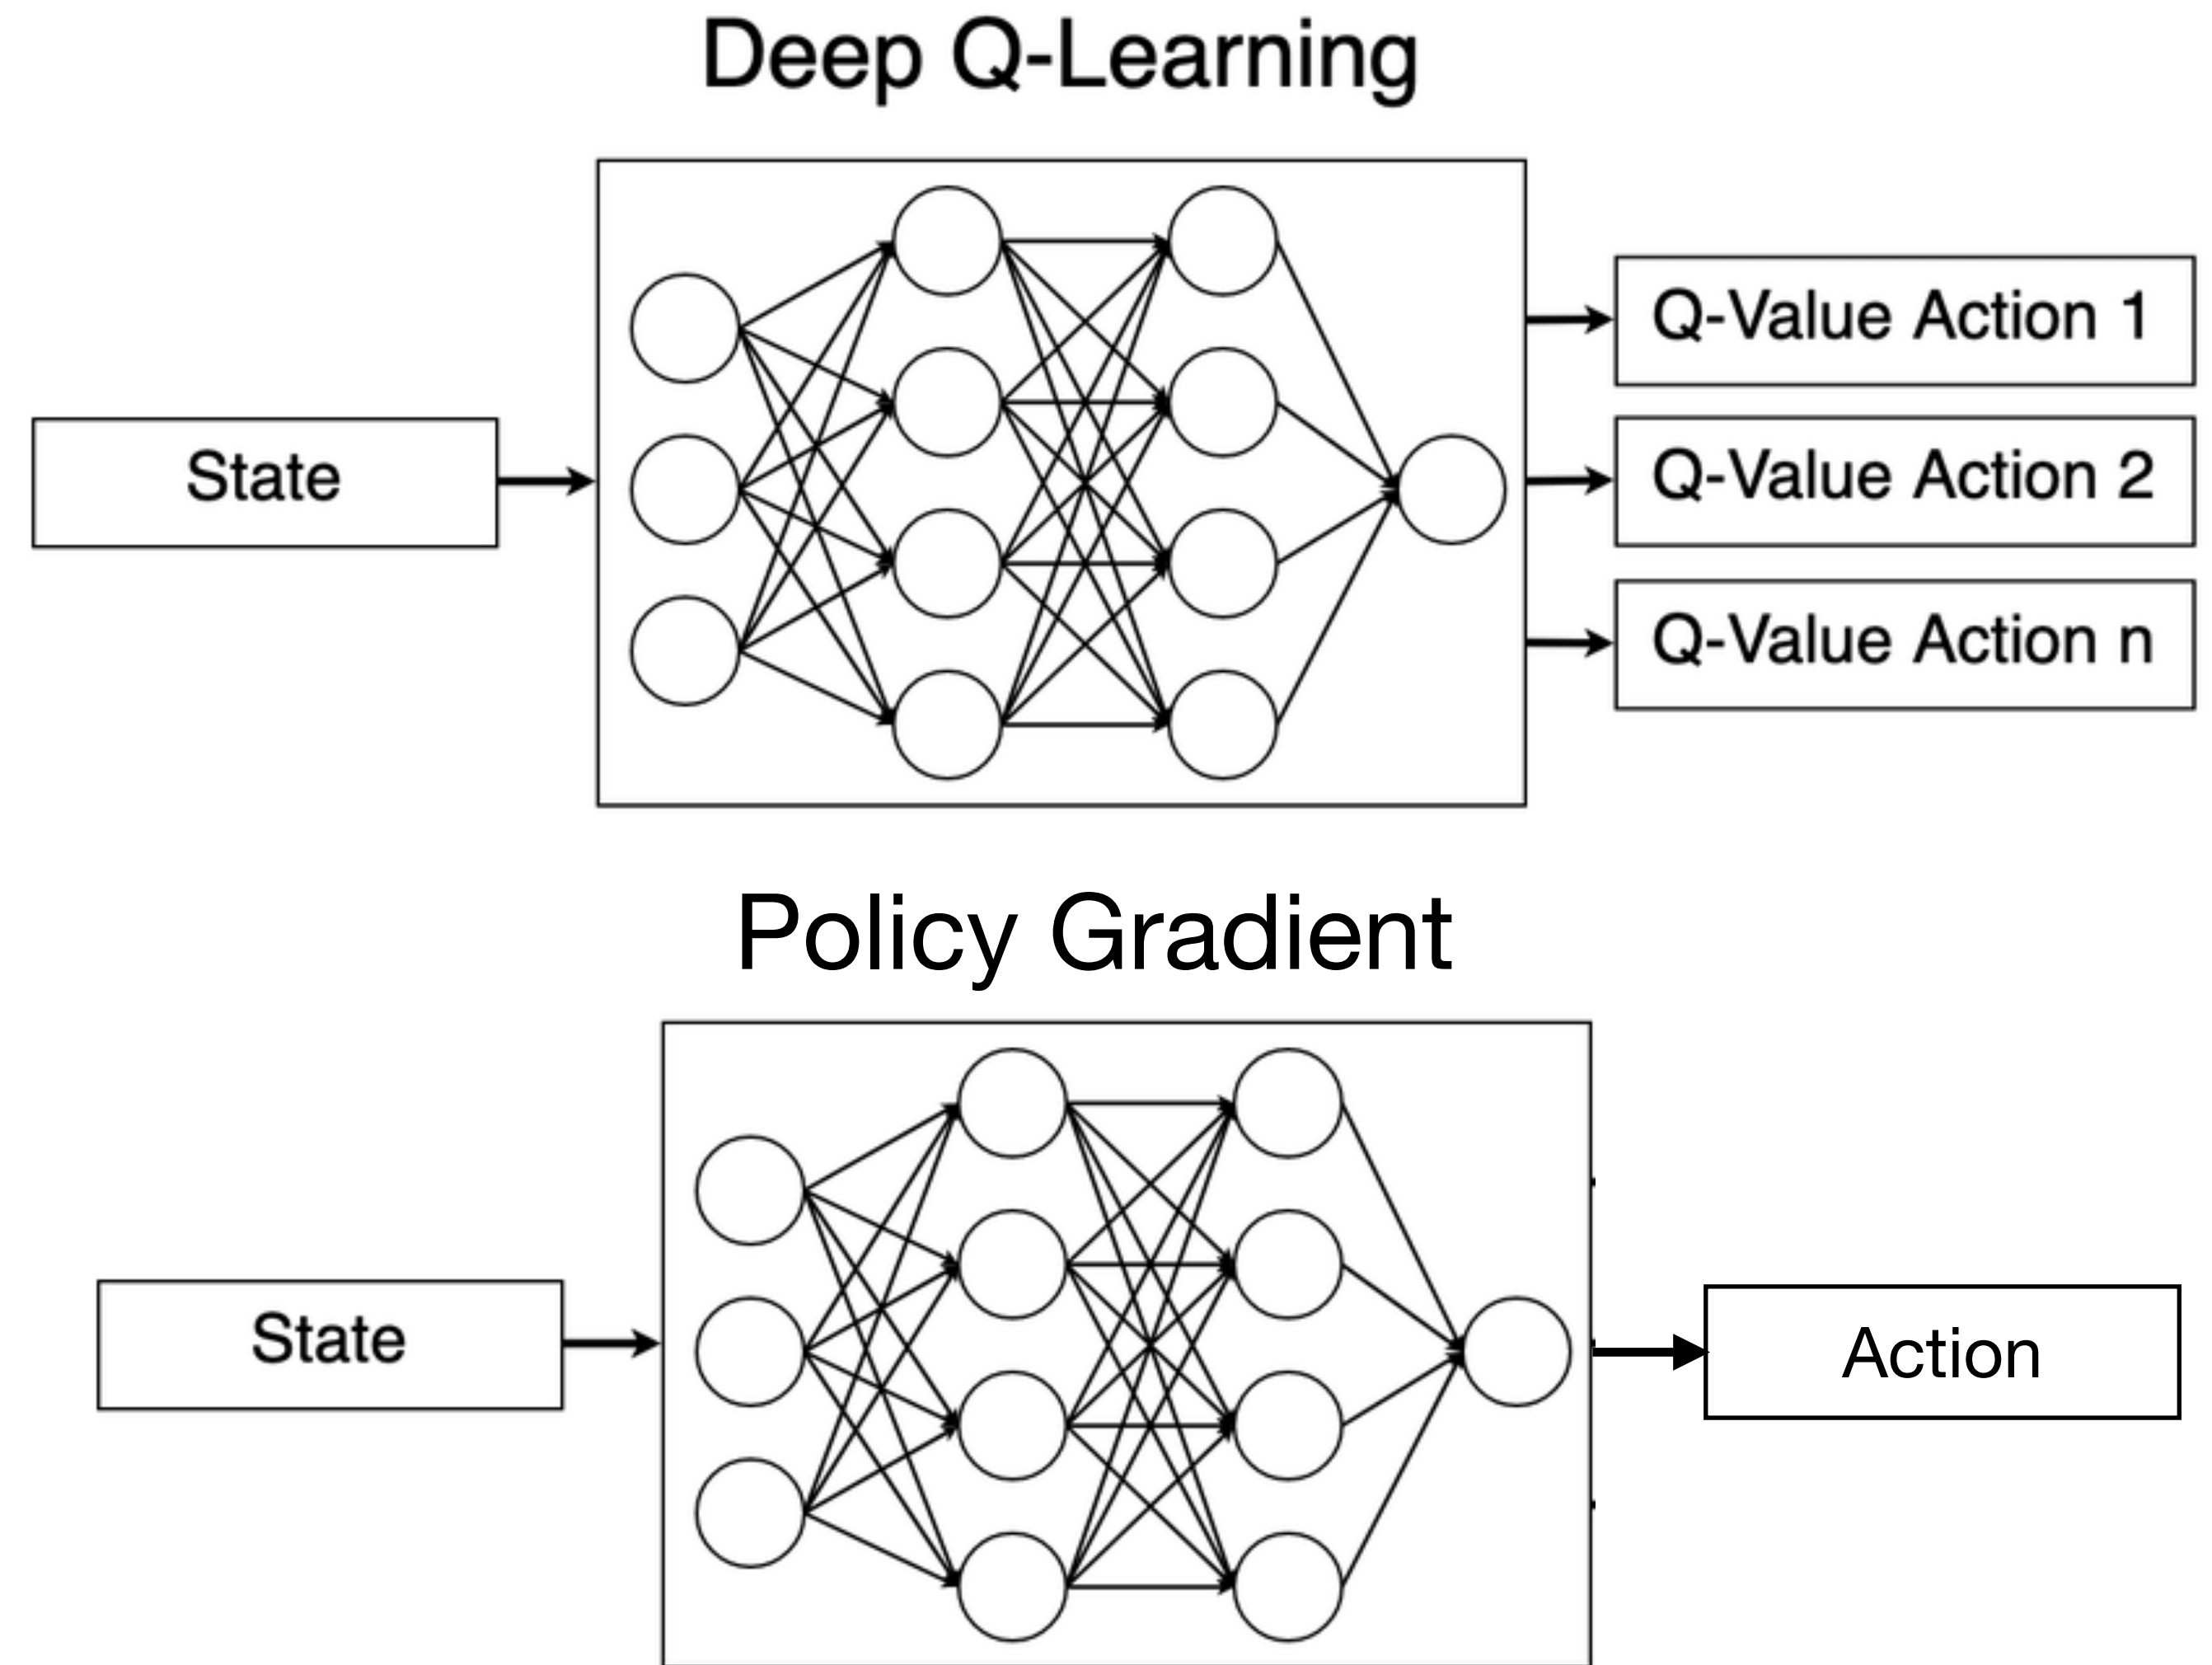 Deep Q-Learning
State
Q-Value Action 1
Q-Value Action 2
Q-Value Action n
Policy Gradient
State
Action